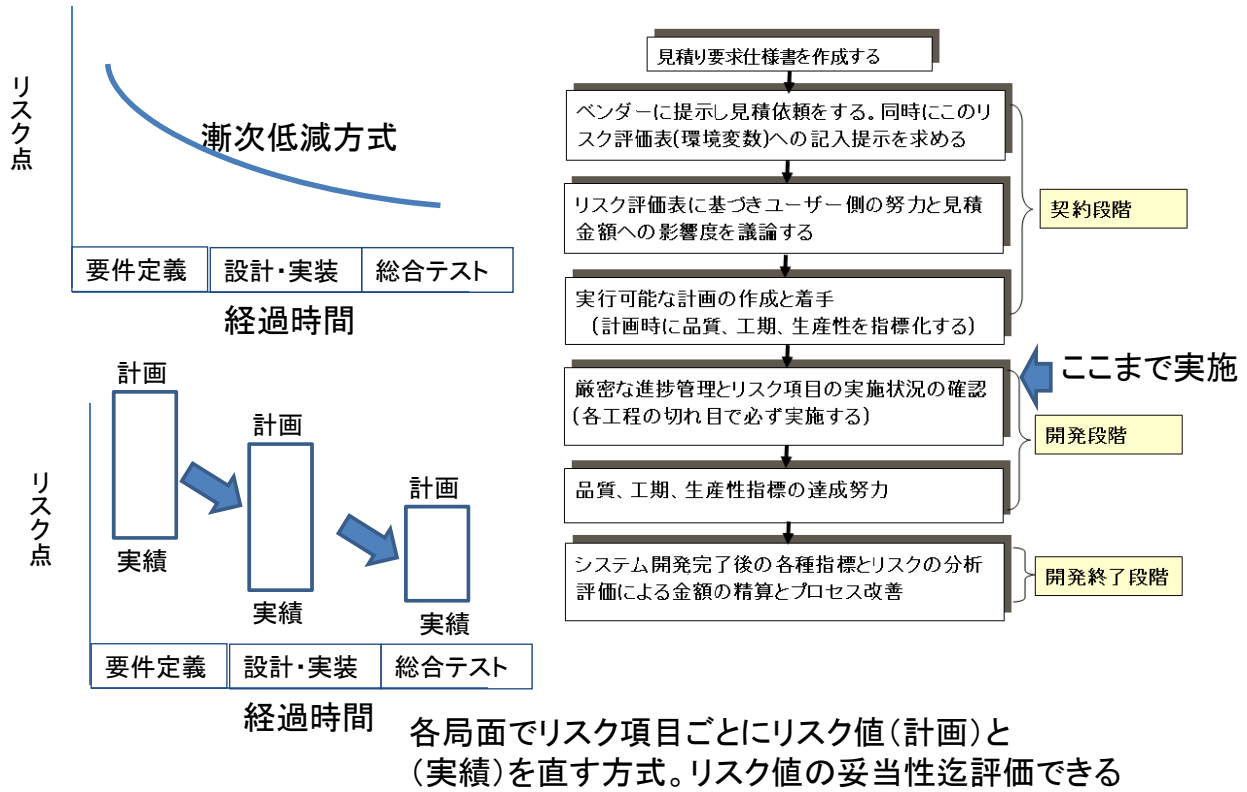 リスク点
漸次低減方式
要件定義
設計・実装
総合テスト
経過時間
計画
実績
計画
実績
計画
実績
リスク点
要件定義
設計・実装
総合テスト
経過時間
見積り要求仕様書を作成する
ベンダーに提示し見積依頼をする。同時にこのリ
スク評価表(環境変数)への記入提示を求める
リスク評価表に基づきユーザー側の努力と見積
金額への影響度を議論する
実行可能な計画の作成と着手
(計画時に品質、工期、生産性を指標化する)
厳密な進捗管理とリスク項目の実施状況の確認
(各工程の切れ目で必ず実施する)
品質、工期、生産性指標の達成努力
システム開発完了後の各種指標とリスクの分析
評価による金額の精算とプロセス改善
契約段階
ここまで実施
開発段階
開発終了段階
各局面でリスク項目ごとにリスク値(計画)と
(実績)を直す方式。リスク値の妥当性迄評価できる